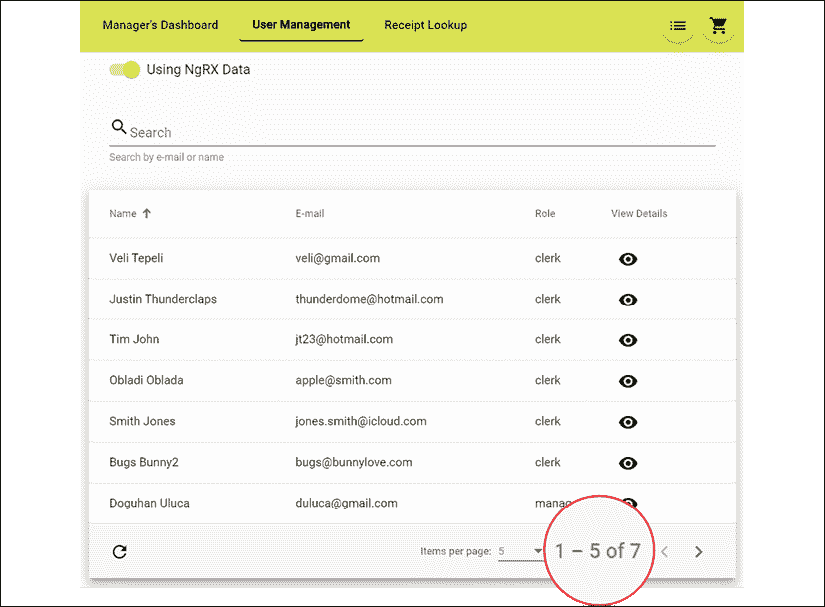 Manager's Dashboard User Management Receipt Lookup
Using NgRX Data
Search
Search by e-mail or name
Name E-mail Role View Details
Veli Tepeli veli@gmail.com clerk
Justin Thunderclaps thunderdome@hotmail.com clerk
Tim John jt23@hotmail.com clerk
Obladi Oblada apple@smith.com clerk
Smith Jones jones.smith@icloud.com clerk
Bugs Bunny2 bugs@bunnylove.com clerk
Doguhan Uluca duluca@gmail.com manag
Items per page: 5 1 – 5 of 7